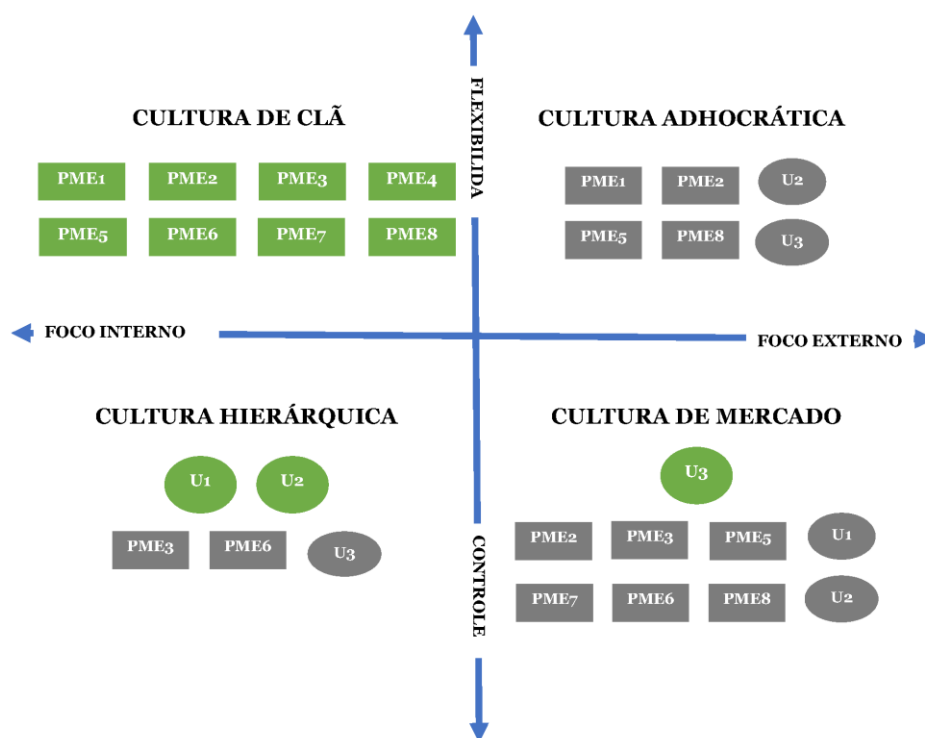 FLEXIBILIDA
CULTURA DE CLÃ
PME1 PME2 PME3 PME4
PME5 PME6 PME7 PME8
CULTURA ADHOCRÁTICA
PME1 PME2 U2
PME5 PME8 U3
FOCO INTERNO
FOCO EXTERNO
CULTURA HIERÁRQUICA
U1 U2
PME3 PME6 U3
CULTURA DE MERCADO
U3
PME2 PME3 PME5 U1
PME7 PME6 PME8 U2
CONTROLE